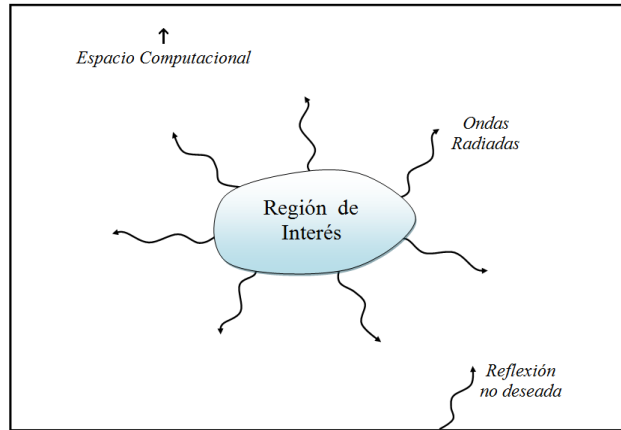 Espacio Computacional
Ondas
Radiadas
Región de
Interés
Reflexión
no deseada